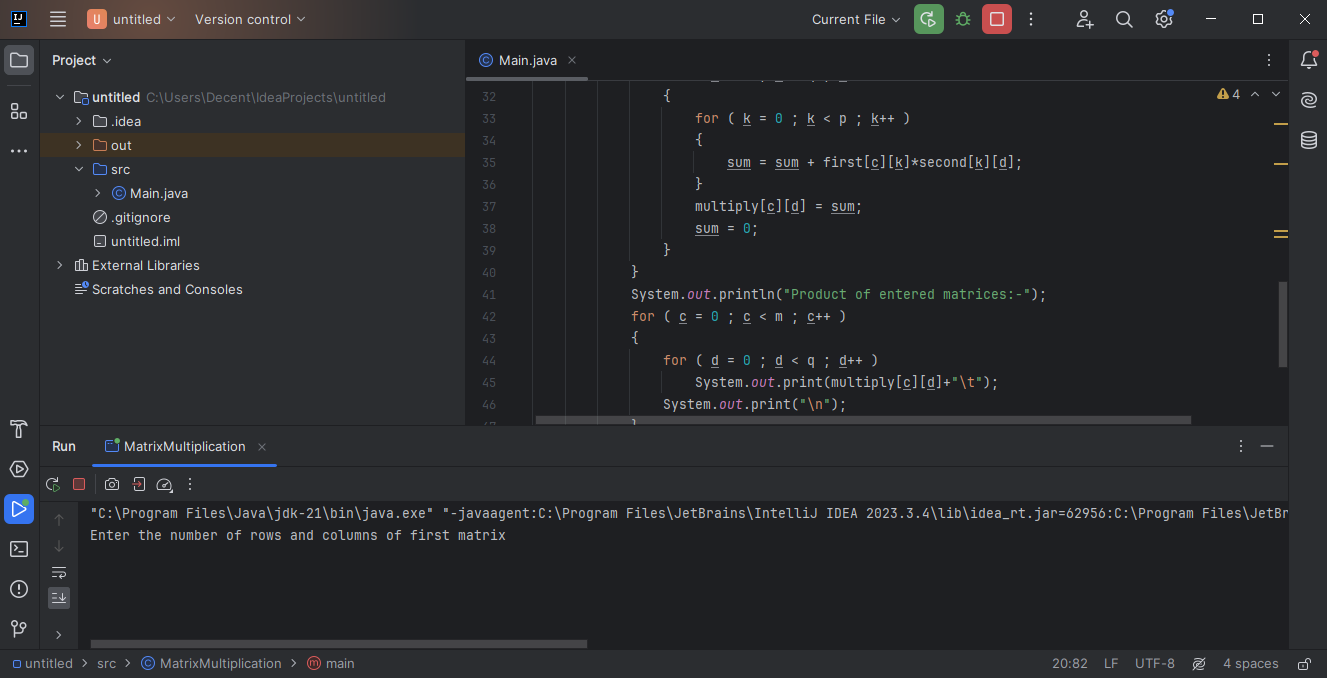 U untitled Version control Current File
Project
Main.java
untitled C:\Users\Decent\IdeaProjects\untitled
.idea
out
src
Main.java
.gitignore
untitled.iml
External Libraries
Scratches and Consoles
4
32 {
33 for ( k = 0 ; k < p ; k++ )
34 {
35 sum = sum + first[c][k]*second[k][d];
36 }
37 multiply[c][d] = sum;
38 sum = 0;
39 }
40 }
41 System.out.println("Product of entered matrices:-");
42 for ( c = 0 ; c < m ; c++ )
43 {
44 for ( d = 0 ; d < q ; d++ )
45 System.out.print(multiply[c][d]+"\t");
46 System.out.print("\n");
Run MatrixMultiplication
"C:\Program Files\Java\jdk-21\bin\java.exe" "-javaagent:C:\Program Files\JetBrains\IntelliJ IDEA 2023.3.4\lib\idea_rt.jar=62956:C:\Program Files\JetBr
Enter the number of rows and columns of first matrix
untitled > src > MatrixMultiplication > main 20:82 LF UTF-8 4 spaces